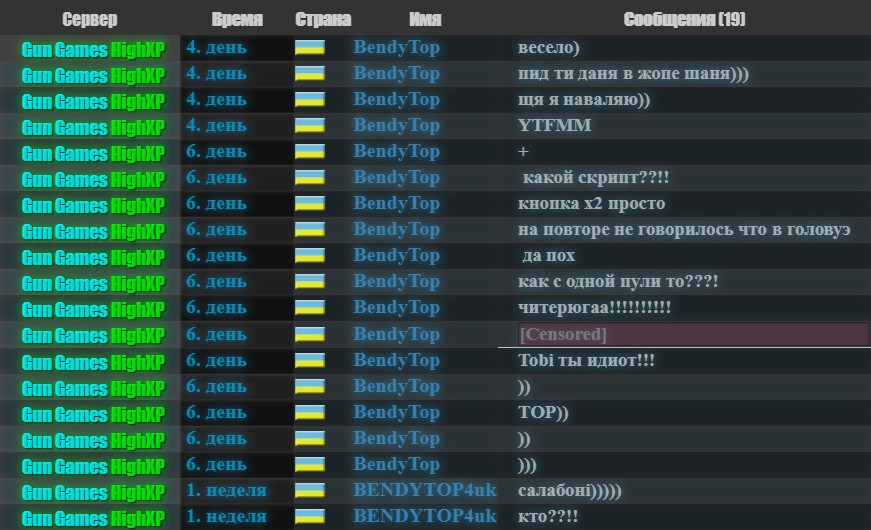 Сервер Время Страна Имя Сообщения (19)
Gun Games HighXP 4. день BendyTop весело)
Gun Games HighXP 4. день BendyTop пид ти даня в жопе шаня)))
Gun Games HighXP 4. день BendyTop щя я наваляю))
Gun Games HighXP 4. день BendyTop YTFMM
Gun Games HighXP 6. день BendyTop +
Gun Games HighXP 6. день BendyTop какой скрипт??!!
Gun Games HighXP 6. день BendyTop кнопка x2 просто
Gun Games HighXP 6. день BendyTop на повторе не говорилось что в головуэ
Gun Games HighXP 6. день BendyTop да пох
Gun Games HighXP 6. день BendyTop как с одной пули то???!
Gun Games HighXP 6. день BendyTop читерюгаа!!!!!!!!!!
Gun Games HighXP 6. день BendyTop [Censored]
Gun Games HighXP 6. день BendyTop Tobi ты идиот!!!
Gun Games HighXP 6. день BendyTop ))
Gun Games HighXP 6. день BendyTop TOP))
Gun Games HighXP 6. день BendyTop ))
Gun Games HighXP 6. день BendyTop )))
Gun Games HighXP 1. неделя BENDYTOP4uk салабоні)))))
Gun Games HighXP 1. неделя BENDYTOP4uk кто??!!